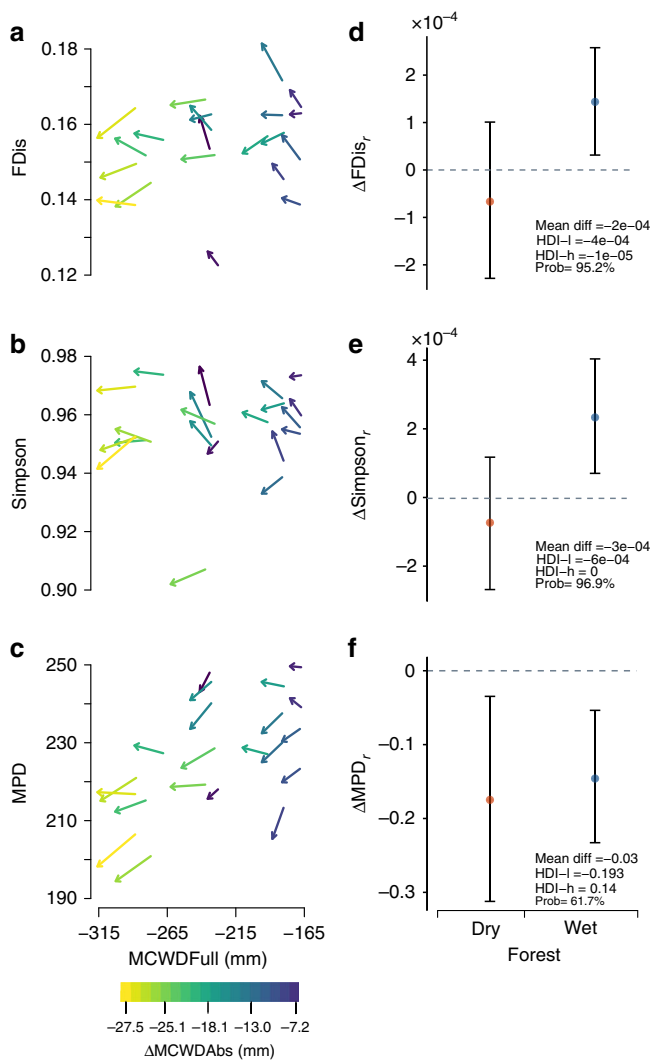 a
0.18
0.16
0.14
0.12
FDis
b
0.98
0.96
0.94
0.92
0.90
Simpson
c
250
230
210
190
MPD
−315
−265
−215
−165
MCWDFull (mm)
−27.5
−25.1
−18.1
−13.0
−7.2
ΔMCWDAbs (mm)
d
×10⁻⁴
2
1
0
−1
−2
ΔFDisᵣ
Mean diff =−2e−04
HDI−l =−4e−04
HDI−h =−1e−05
Prob= 95.2%
e
×10⁻⁴
4
2
0
−2
ΔSimpsonᵣ
Mean diff =−3e−04
HDI−l =−6e−04
HDI−h = 0
Prob= 96.9%
f
0
−0.1
−0.2
−0.3
ΔMPDᵣ
Mean diff =−0.03
HDI−l =−0.193
HDI−h = 0.14
Prob= 61.7%
Dry
Wet
Forest